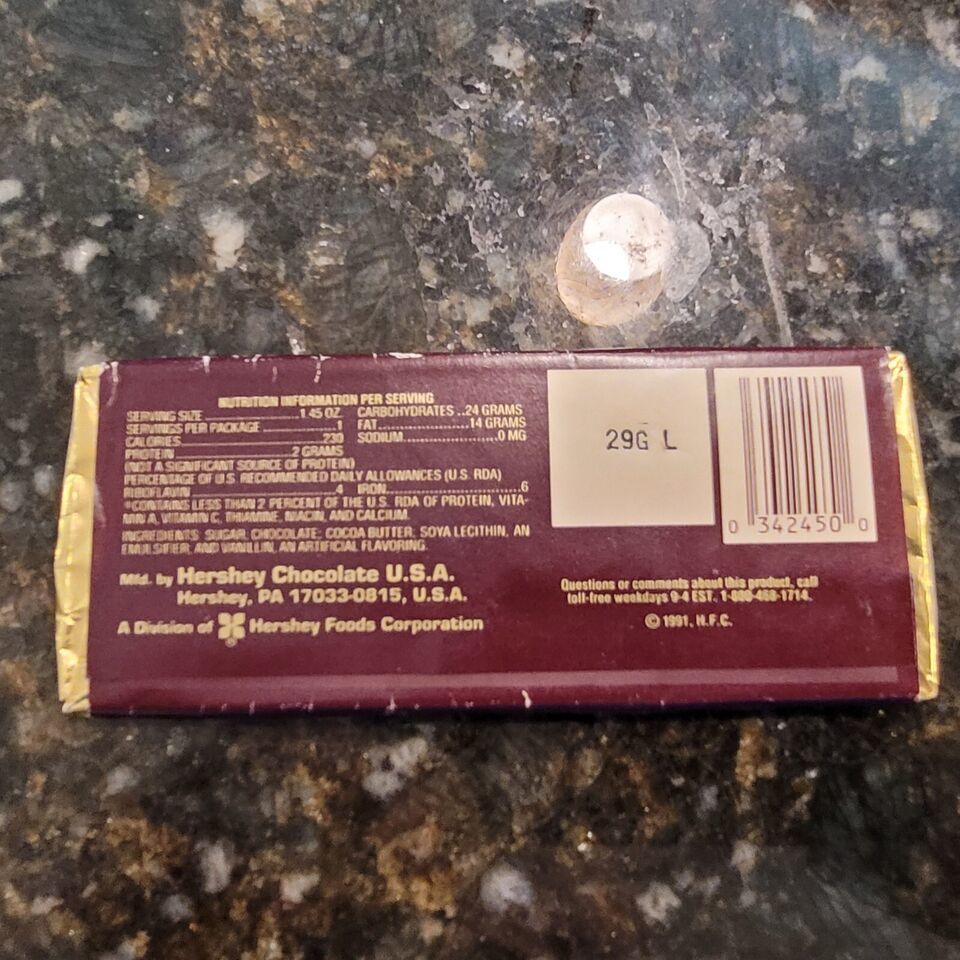 NUTRITION INFORMATION PER SERVING
SERVING SIZE ..............1.45 OZ. CARBOHYDRATES ..24 GRAMS
SERVINGS PER PACKAGE ..............1 FAT ..............14 GRAMS
CALORIES ..............230 SODIUM ..............0 MG
PROTEIN ..............2 GRAMS
(NOT A SIGNIFICANT SOURCE OF PROTEIN)
PERCENTAGE OF U.S. RECOMMENDED DAILY ALLOWANCES (U.S. RDA)
RIBOFLAVIN ..............4 IRON ..............6
*CONTAINS LESS THAN 2 PERCENT OF THE U.S. RDA OF PROTEIN, VITA-
MIN A, VITAMIN C, THIAMINE, NIACIN, AND CALCIUM.
INGREDIENTS: SUGAR; CHOCOLATE; COCOA BUTTER; SOYA LECITHIN, AN
EMULSIFIER; AND VANILLIN, AN ARTIFICIAL FLAVORING.
Mfd. by Hershey Chocolate U.S.A.
Hershey, PA 17033-0815, U.S.A.
A Division of Hershey Foods Corporation
®
29G L
0 342450 0
Questions or comments about this product, call
toll-free weekdays 9-4 EST. 1-800-468-1714.
© 1991, H.F.C.